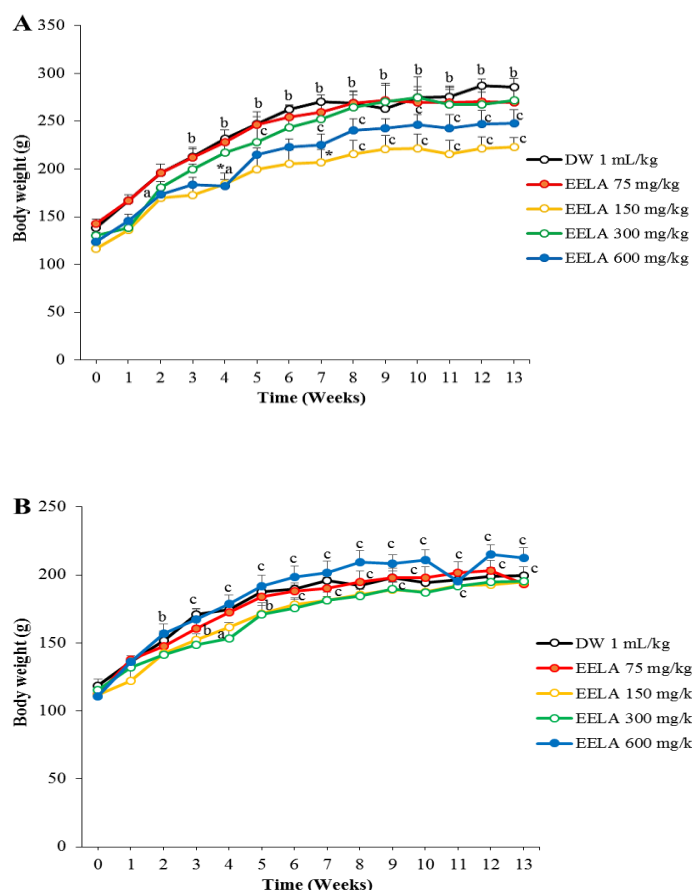 A
350
300
250
200
150
100
50
0
Body weight (g)
b b b b b b b b b b b
a *a c c * c c c c c c
c c c c c
0 1 2 3 4 5 6 7 8 9 10 11 12 13
Time (Weeks)
DW 1 mL/kg
EELA 75 mg/kg
EELA 150 mg/kg
EELA 300 mg/kg
EELA 600 mg/kg
B
250
200
150
100
50
0
Body weight (g)
b c c c c c c c c c c c
b a b c c c c c c c c
0 1 2 3 4 5 6 7 8 9 10 11 12 13
Time (Weeks)
DW 1 mL/kg
EELA 75 mg/kg
EELA 150 mg/k
EELA 300 mg/k
EELA 600 mg/k